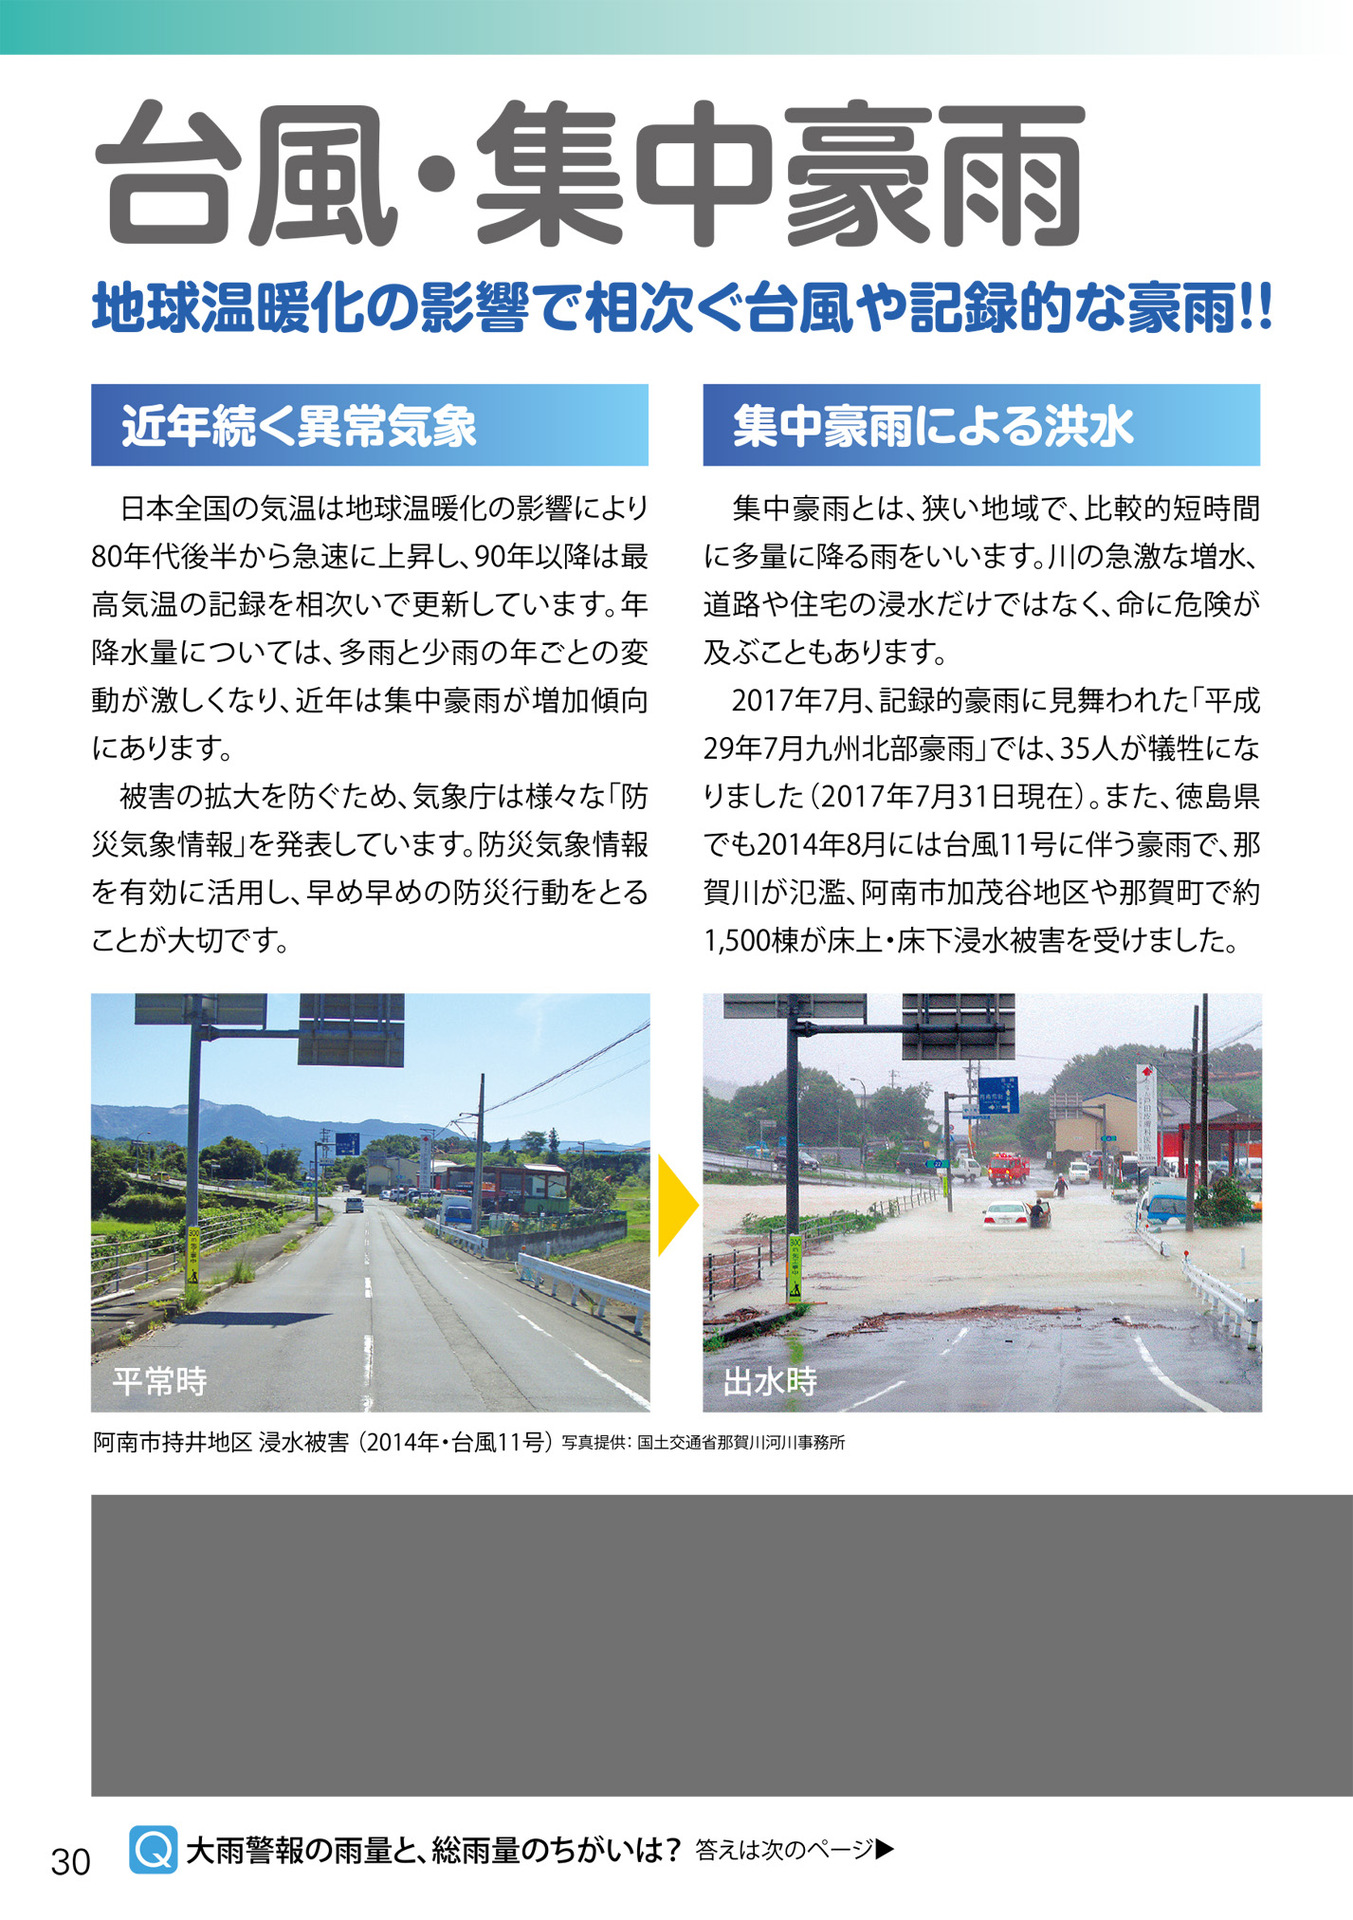 台風・集中豪雨
地球温暖化の影響で相次ぐ台風や記録的な豪雨!!
近年続く異常気象
日本全国の気温は地球温暖化の影響により
80年代後半から急速に上昇し、90年以降は最
高気温の記録を相次いで更新しています。年
降水量については、多雨と少雨の年ごとの変
動が激しくなり、近年は集中豪雨が増加傾向
にあります。
被害の拡大を防ぐため、気象庁は様々な「防
災気象情報」を発表しています。防災気象情報
を有効に活用し、早め早めの防災行動をとる
ことが大切です。
集中豪雨による洪水
集中豪雨とは、狭い地域で、比較的短時間
に多量に降る雨をいいます。川の急激な増水、
道路や住宅の浸水だけではなく、命に危険が
及ぶこともあります。
2017年7月、記録的豪雨に見舞われた「平成
29年7月九州北部豪雨」では、35人が犠牲にな
りました（2017年7月31日現在）。また、徳島県
でも2014年8月には台風11号に伴う豪雨で、那
賀川が氾濫、阿南市加茂谷地区や那賀町で約
1,500棟が床上・床下浸水被害を受けました。
平常時
出水時
阿南市持井地区 浸水被害（2014年・台風11号）写真提供：国土交通省那賀川河川事務所
30
Q 大雨警報の雨量と、総雨量のちがいは？ 答えは次のページ▶